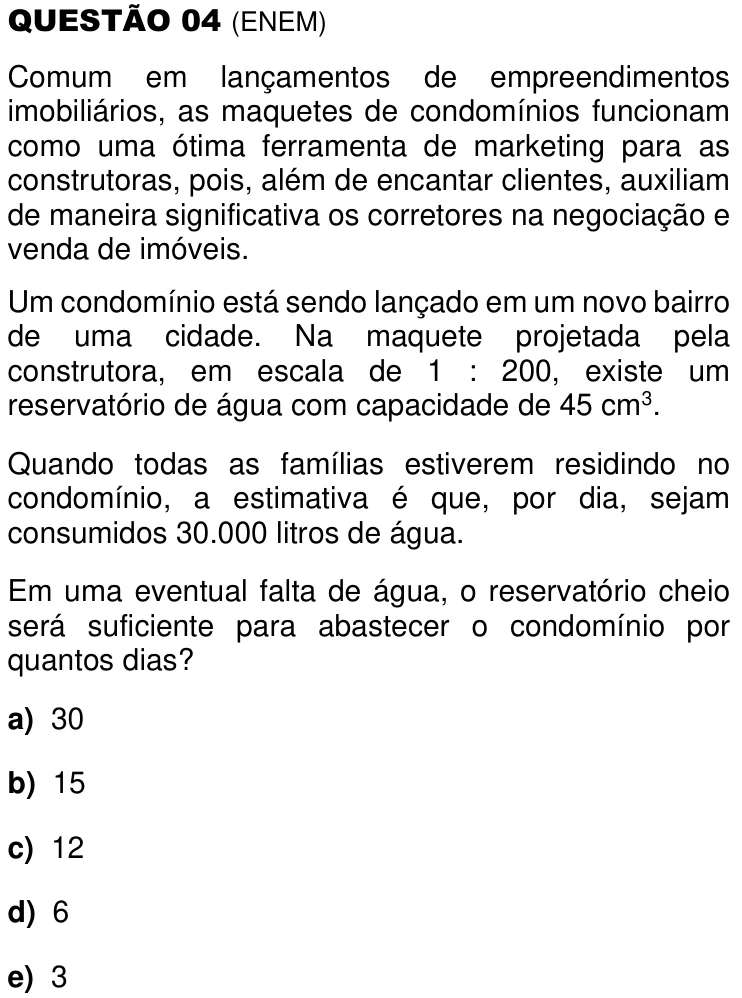 QUESTÃO 04 (ENEM)
Comum em lançamentos de empreendimentos
imobiliários, as maquetes de condomínios funcionam
como uma ótima ferramenta de marketing para as
construtoras, pois, além de encantar clientes, auxiliam
de maneira significativa os corretores na negociação e
venda de imóveis.
Um condomínio está sendo lançado em um novo bairro
de uma cidade. Na maquete projetada pela
construtora, em escala de 1 : 200, existe um
reservatório de água com capacidade de 45 cm³.
Quando todas as famílias estiverem residindo no
condomínio, a estimativa é que, por dia, sejam
consumidos 30.000 litros de água.
Em uma eventual falta de água, o reservatório cheio
será suficiente para abastecer o condomínio por
quantos dias?
a) 30
b) 15
c) 12
d) 6
e) 3